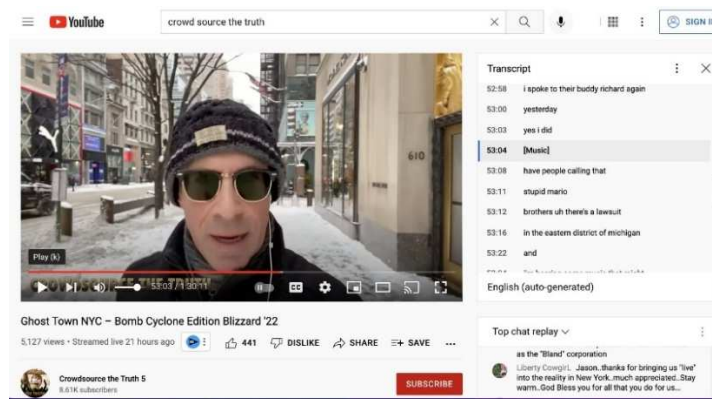 YouTube
crowd source the truth
SIGN I
610
Play (k)
CROWDSOURCE THE TRUTH
53:03 / 1:30:11
CC
Ghost Town NYC – Bomb Cyclone Edition Blizzard '22
5,127 views • Streamed live 21 hours ago
441
DISLIKE
SHARE
SAVE
...
Crowdsource the Truth 5
8.61K subscribers
SUBSCRIBE
Transcript
52:58 i spoke to their buddy richard again
53:00 yesterday
53:03 yes i did
53:04 [Music]
53:08 have people calling that
53:11 stupid mario
53:12 brothers uh there's a lawsuit
53:16 in the eastern district of michigan
53:22 and
English (auto-generated)
Top chat replay
as the "Bland" corporation
Liberty CowgirL Jason..thanks for bringing us "live"
into the reality in New York..much appreciated..Stay
warm..God Bless you for all that you do for us...